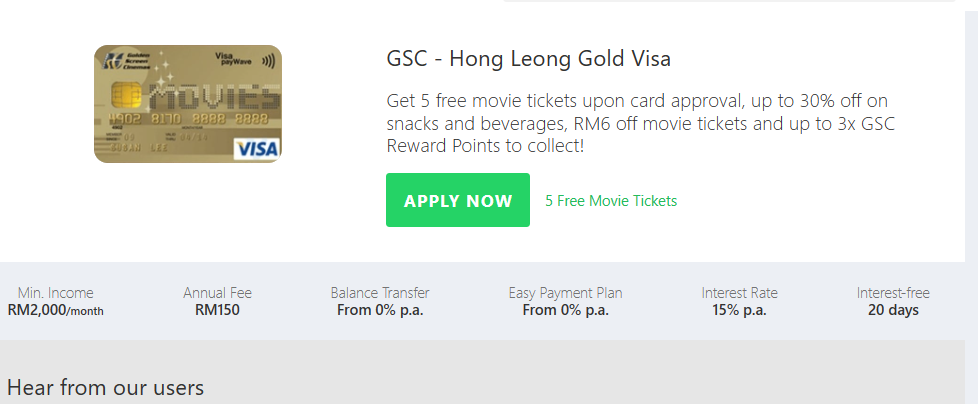 Golden
Screen
Cinemas
Visa
payWave
MOVIES
4902 8170 8888 8888
SUSAN LEE
VISA
GSC - Hong Leong Gold Visa
Get 5 free movie tickets upon card approval, up to 30% off on
snacks and beverages, RM6 off movie tickets and up to 3x GSC
Reward Points to collect!
APPLY NOW
5 Free Movie Tickets
Min. Income
RM2,000/month
Annual Fee
RM150
Balance Transfer
From 0% p.a.
Easy Payment Plan
From 0% p.a.
Interest Rate
15% p.a.
Interest-free
20 days
Hear from our users